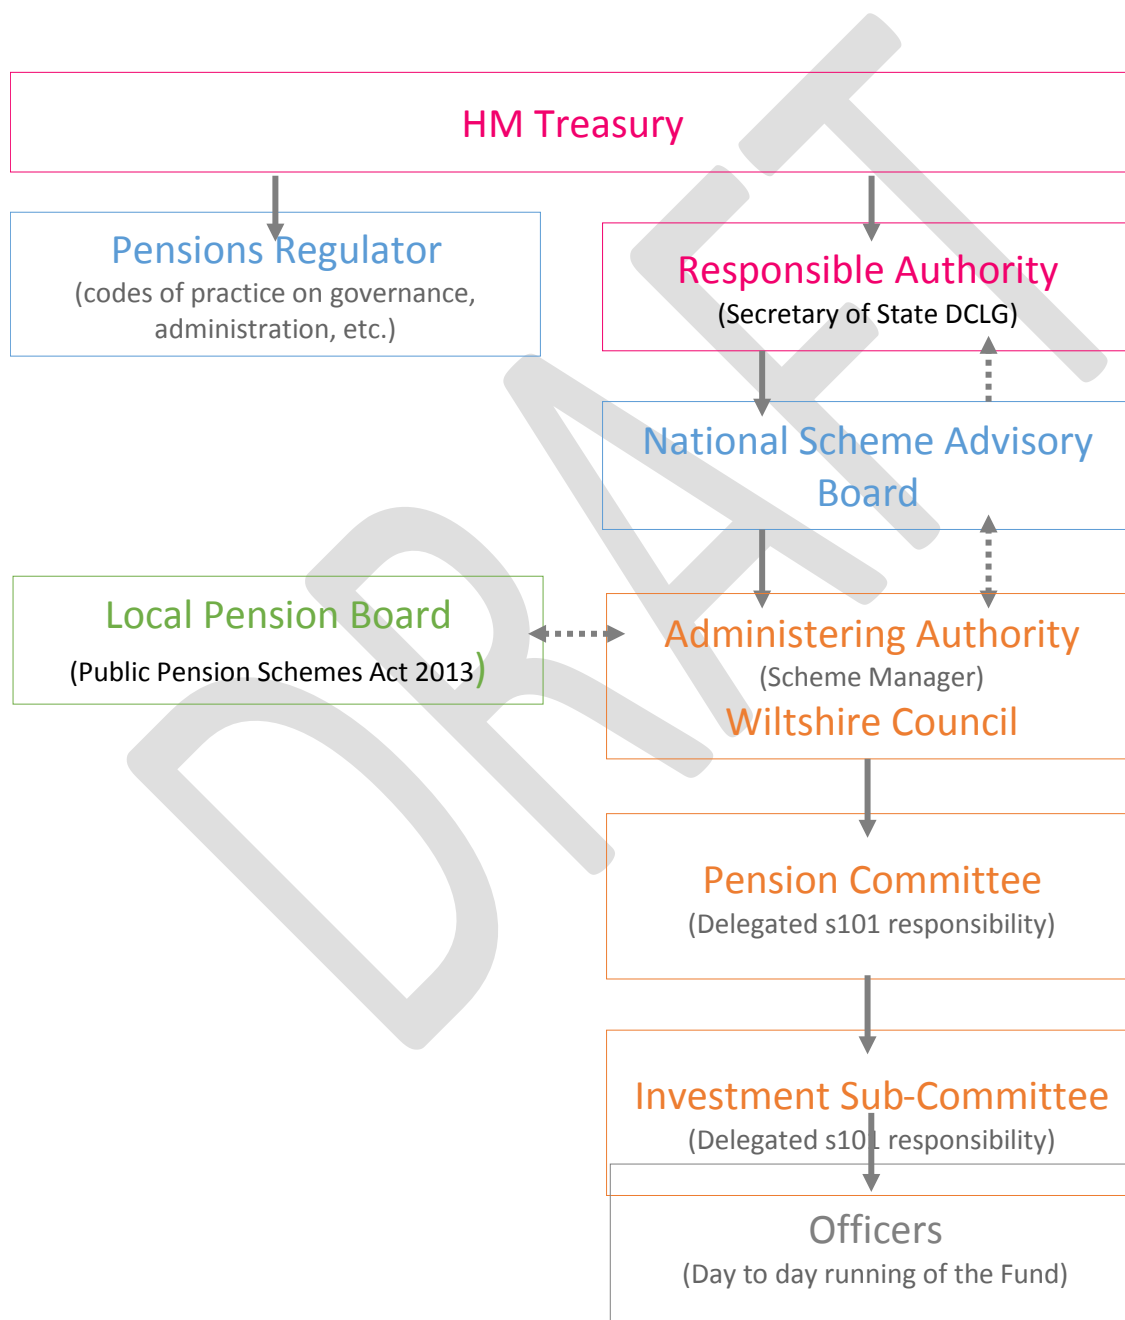 HM Treasury
Pensions Regulator
(codes of practice on governance,
administration, etc.)
Responsible Authority
(Secretary of State DCLG)
National Scheme Advisory
Board
Local Pension Board
(Public Pension Schemes Act 2013)
Administering Authority
(Scheme Manager)
Wiltshire Council
Pension Committee
(Delegated s101 responsibility)
Investment Sub-Committee
(Delegated s101 responsibility)
Officers
(Day to day running of the Fund)
DRAFT